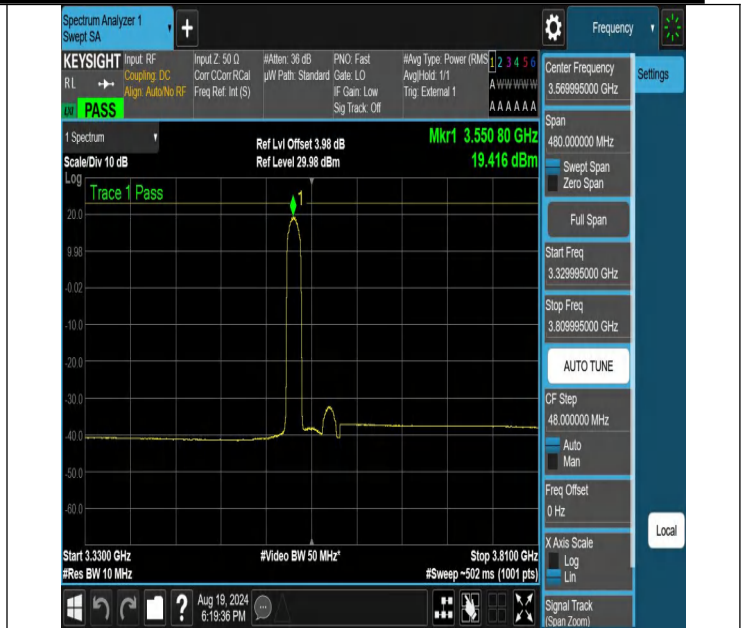 Spectrum Analyzer 1
Swept SA
Frequency
KEYSIGHT
RL
PASS
Input: RF
Coupling: DC
Align: Auto/No RF
Input Z: 50 Ω
Corr CCorr RCal
Freq Ref: Int (S)
#Atten: 36 dB
µW Path: Standard
PNO: Fast
Gate: LO
IF Gain: Low
Sig Track: Off
#Avg Type: Power (RMS
Avg|Hold: 1/1
Trig: External 1
1 2 3 4 5 6
A W W W W W
A A A A A A
1 Spectrum
Scale/Div 10 dB
Ref Lvl Offset 3.98 dB
Ref Level 29.98 dBm
Mkr1 3.550 80 GHz
19.416 dBm
Log
Trace 1 Pass
1
20.0
9.98
-0.02
-10.0
-20.0
-30.0
-40.0
-50.0
-60.0
Start 3.3300 GHz
#Res BW 10 MHz
#Video BW 50 MHz*
Stop 3.8100 GHz
#Sweep ~502 ms (1001 pts)
Center Frequency
3.569995000 GHz
Settings
Span
480.000000 MHz
Swept Span
Zero Span
Full Span
Start Freq
3.329995000 GHz
Stop Freq
3.809995000 GHz
AUTO TUNE
CF Step
48.000000 MHz
Auto
Man
Freq Offset
0 Hz
X Axis Scale
Log
Lin
Signal Track
(Span Zoom)
Local
?
Aug 19, 2024
6:19:36 PM